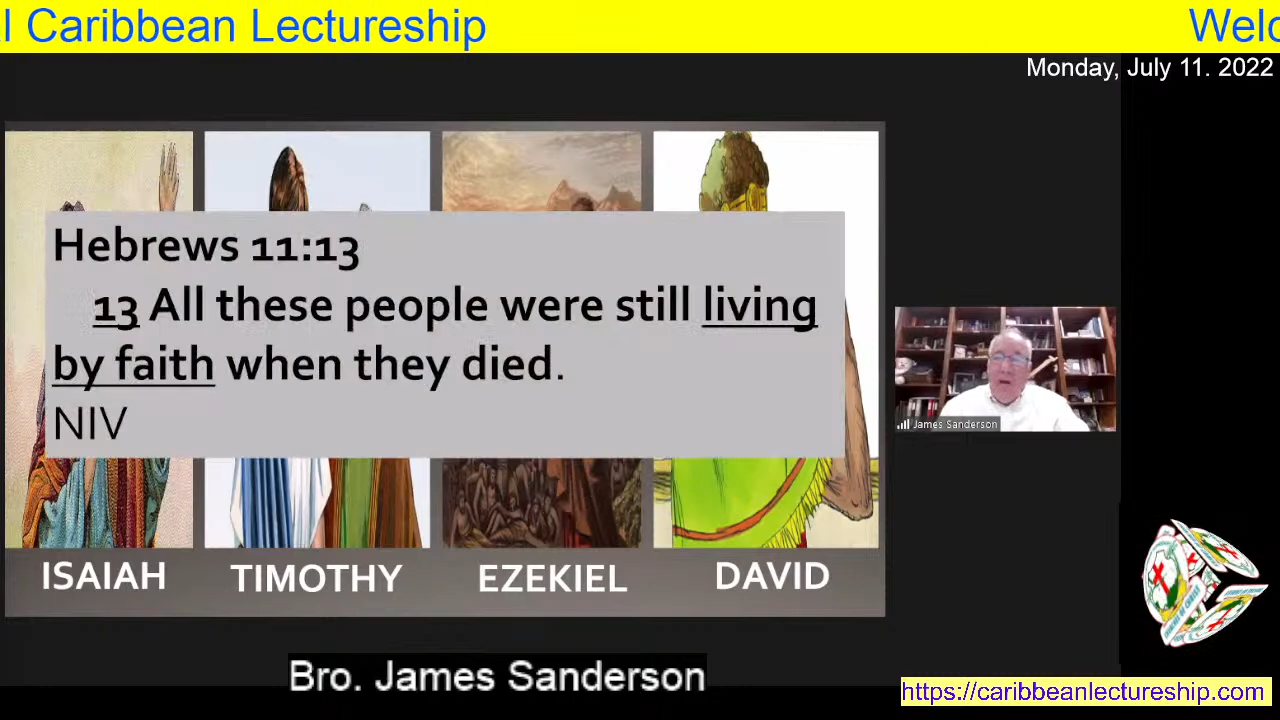 l Caribbean Lectureship Welc
Monday, July 11. 2022
Hebrews 11:13
13 All these people were still living
by faith when they died.
NIV
James Sanderson
ISAIAH TIMOTHY EZEKIEL DAVID
Bro. James Sanderson
https://caribbeanlectureship.com